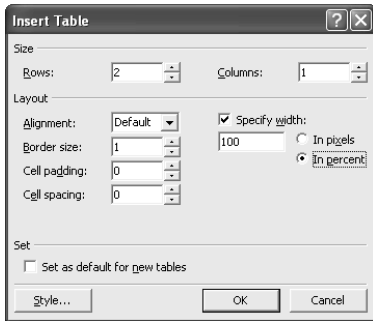 Insert Table
Size
Rows: 2 Columns: 1
Layout
Alignment: Default Specify width:
Border size: 1 100 In pixels
Cell padding: 0 In percent
Cell spacing: 0
Set
Set as default for new tables
Style... OK Cancel